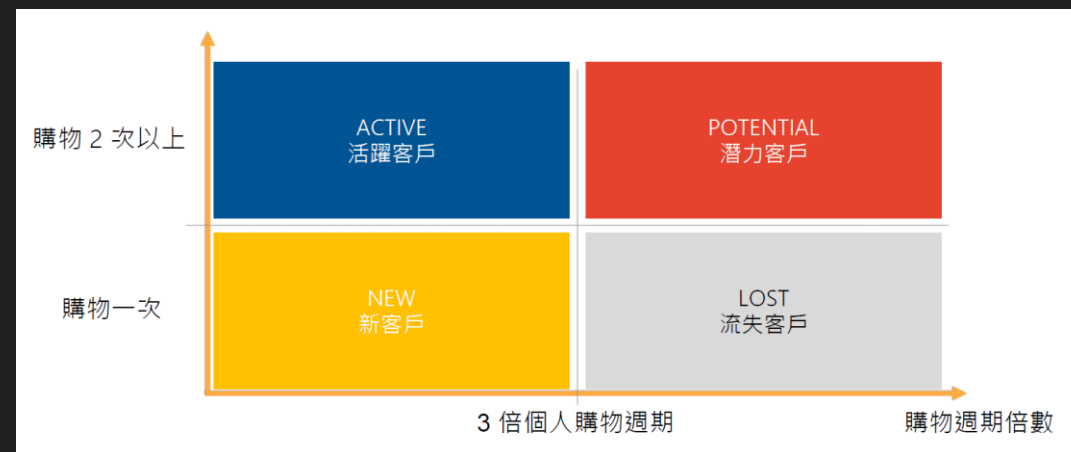 購物 2 次以上
ACTIVE
活躍客戶
POTENTIAL
潛力客戶
購物一次
NEW
新客戶
LOST
流失客戶
3 倍個人購物週期
購物週期倍數